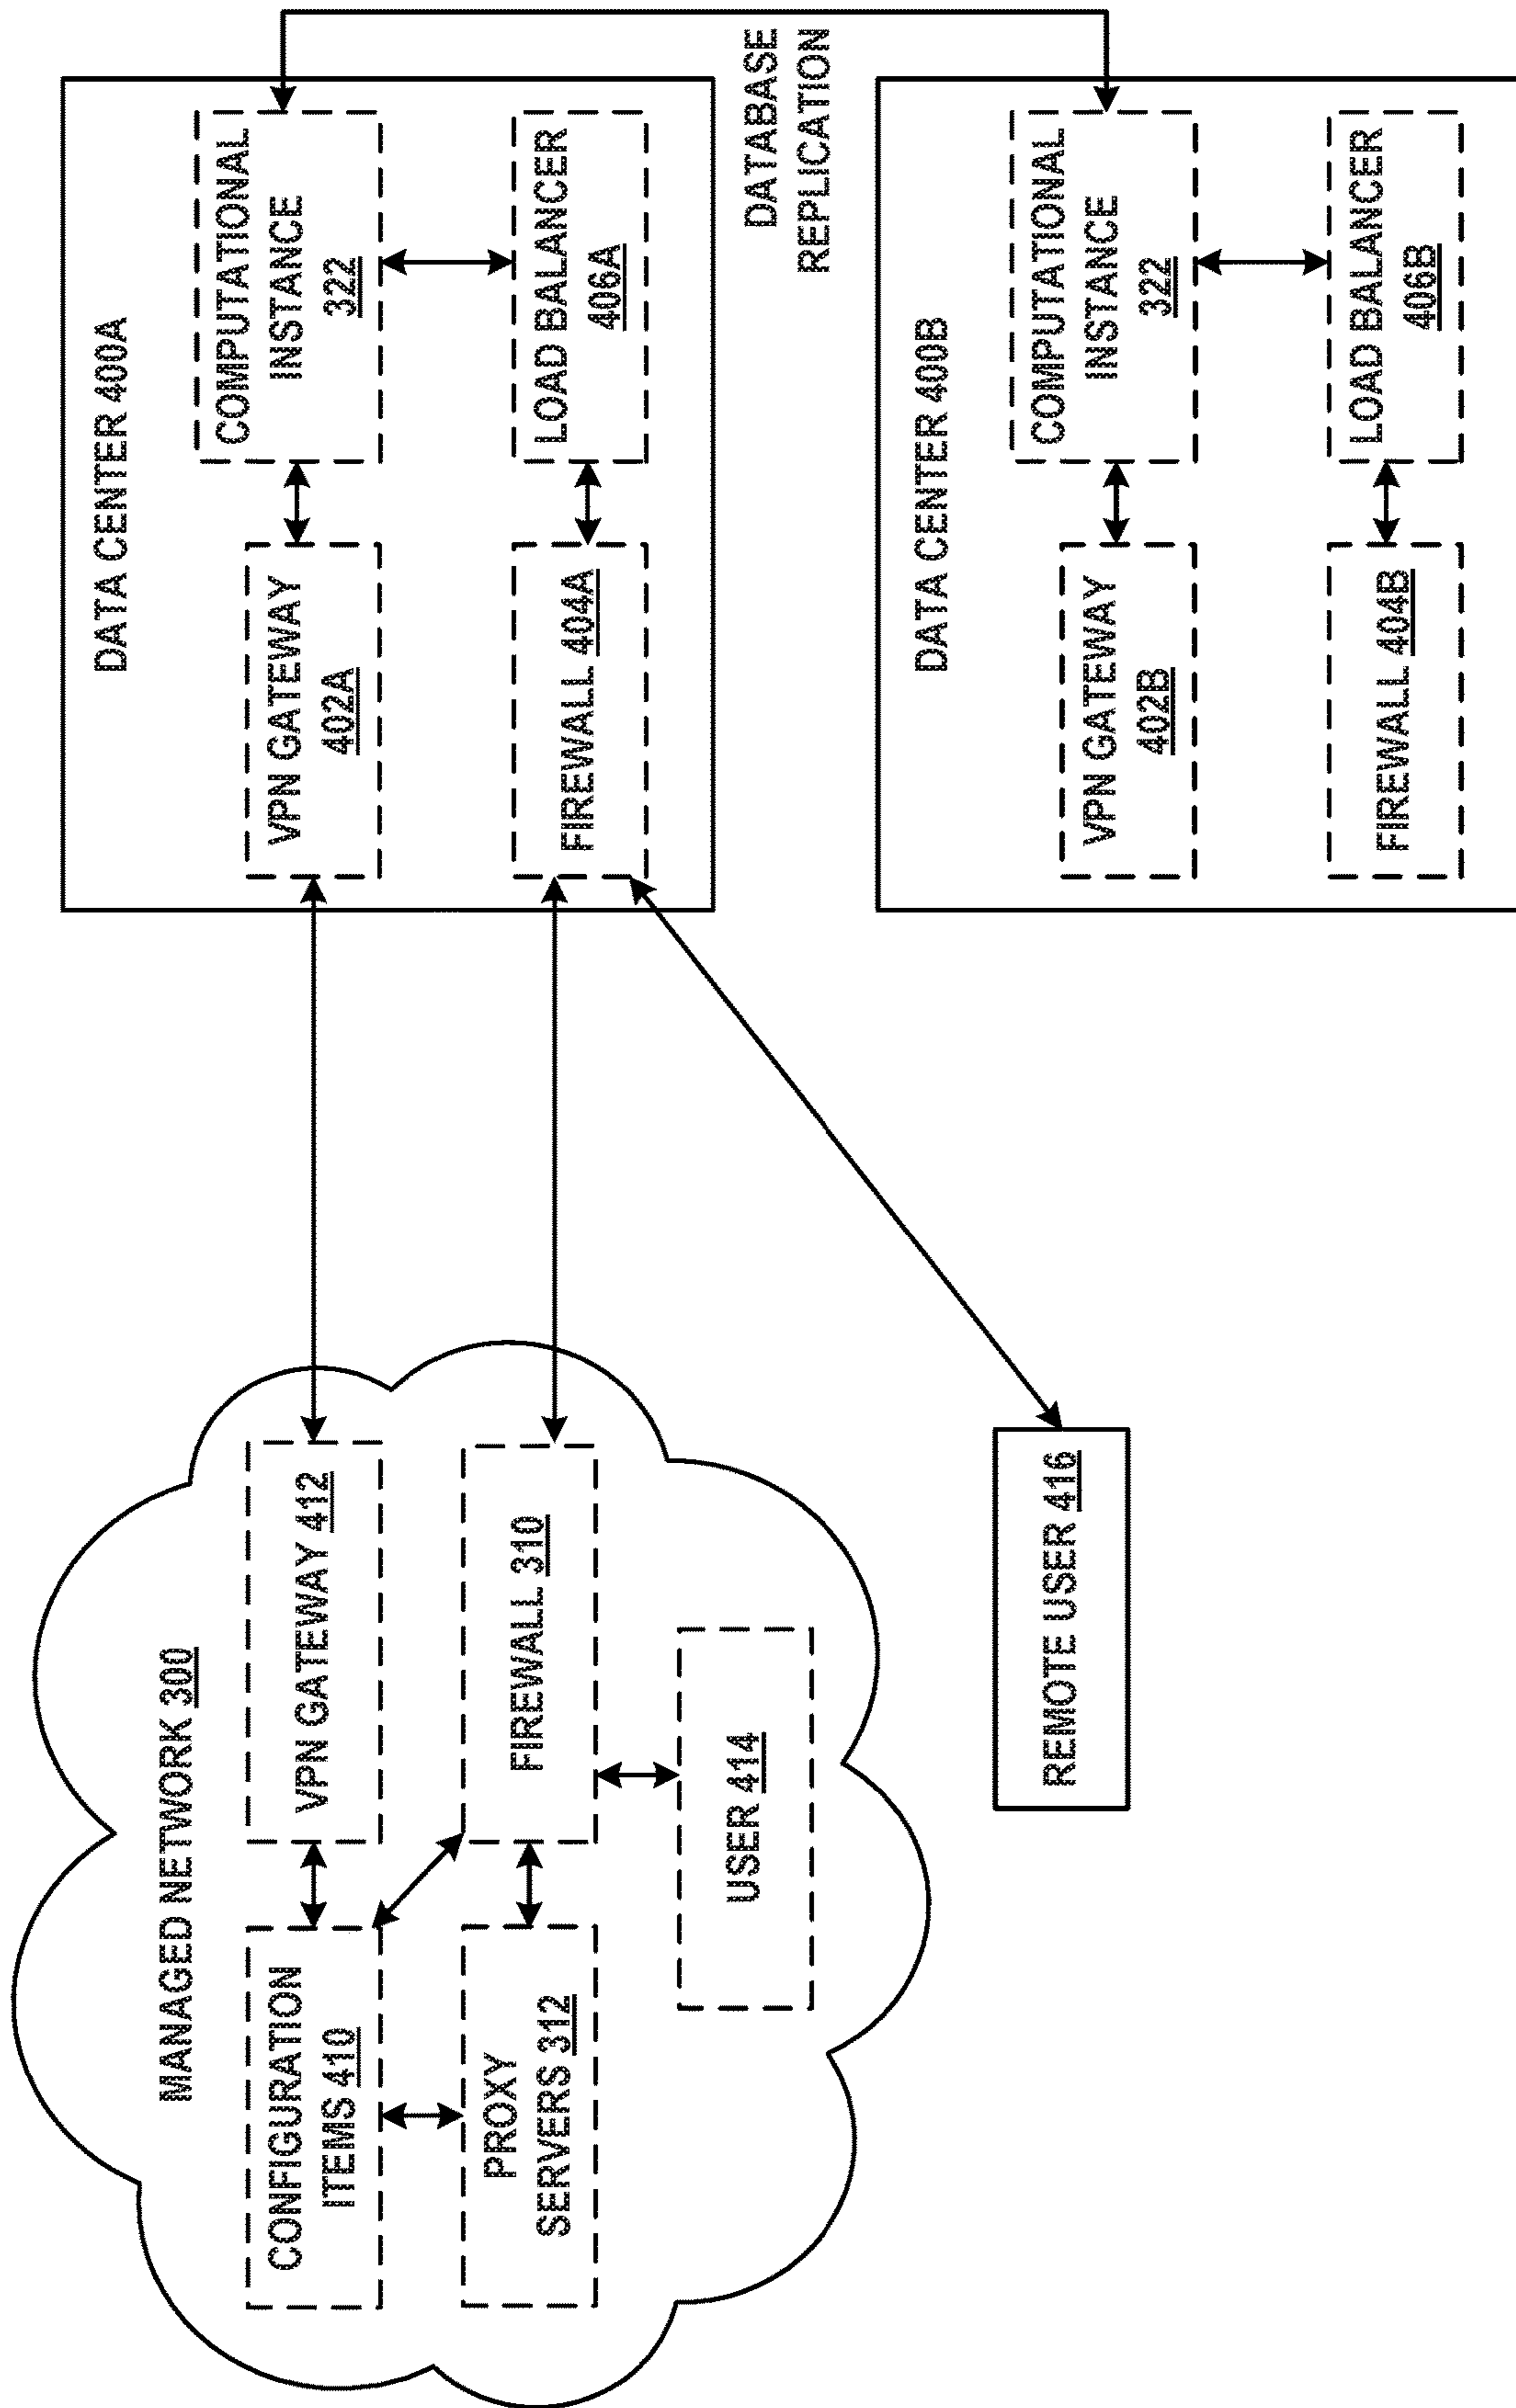 MANAGED NETWORK 300
CONFIGURATION
ITEMS 410
VPN GATEWAY 412
PROXY
SERVERS 312
FIREWALL 310
USER 414
REMOTE USER 416
DATA CENTER 400A
VPN GATEWAY
402A
COMPUTATIONAL
INSTANCE
322
FIREWALL 404A
LOAD BALANCER
406A
DATABASE
REPLICATION
DATA CENTER 400B
VPN GATEWAY
402B
COMPUTATIONAL
INSTANCE
322
FIREWALL 404B
LOAD BALANCER
406B